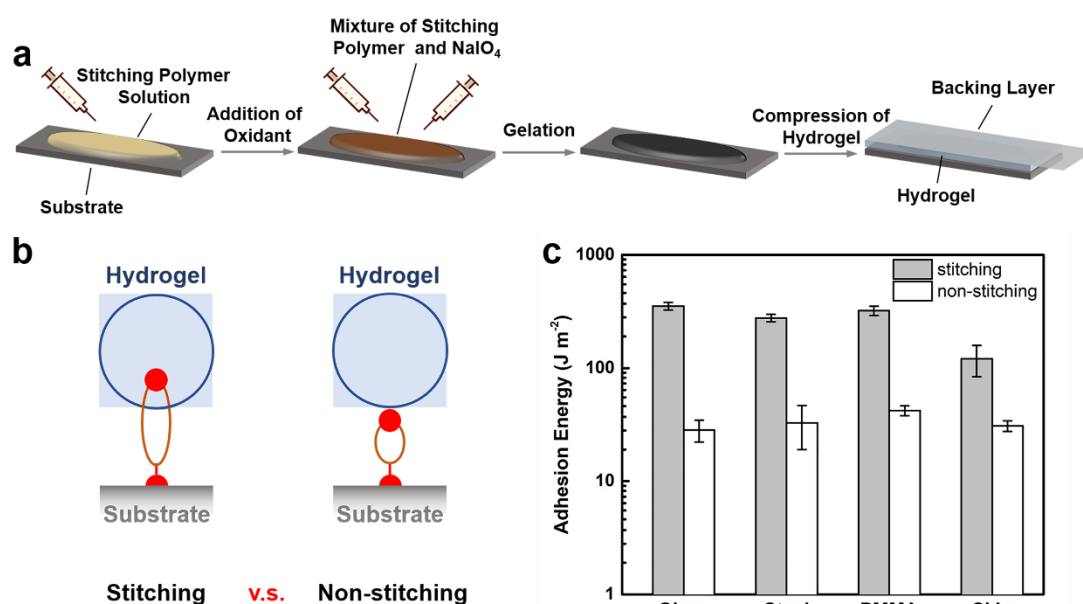 a
Stitching Polymer
Solution
Addition of
Oxidant
Mixture of Stitching
Polymer and NaIO₄
Gelation
Compression of
Hydrogel
Backing Layer
Substrate
Hydrogel
b
Hydrogel
Hydrogel
Substrate
Substrate
Stitching v.s. Non-stitching
c
Adhesion Energy (J m⁻²)
1000
100
10
1
stitching
non-stitching